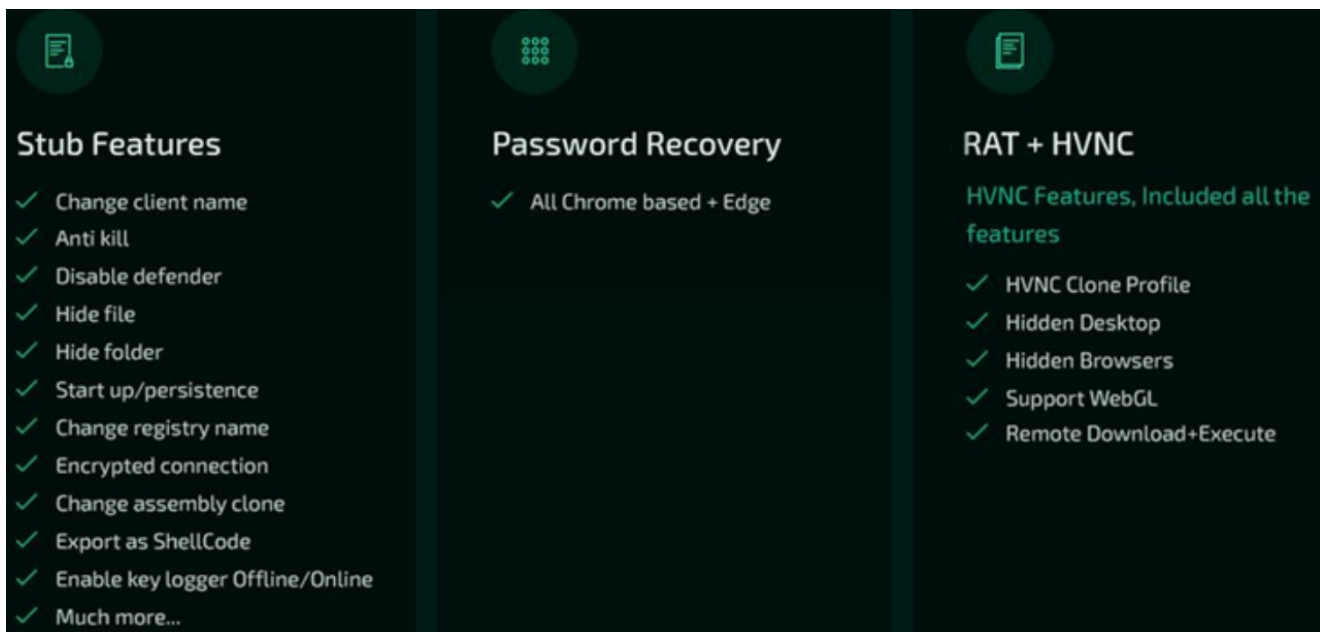 Stub Features
Change client name
Anti kill
Disable defender
Hide file
Hide folder
Start up/persistence
Change registry name
Encrypted connection
Change assembly clone
Export as ShellCode
Enable key logger Offline/Online
Much more...
Password Recovery
All Chrome based + Edge
RAT + HVNC
HVNC Features, Included all the
features
HVNC Clone Profile
Hidden Desktop
Hidden Browsers
Support WebGL
Remote Download+Execute